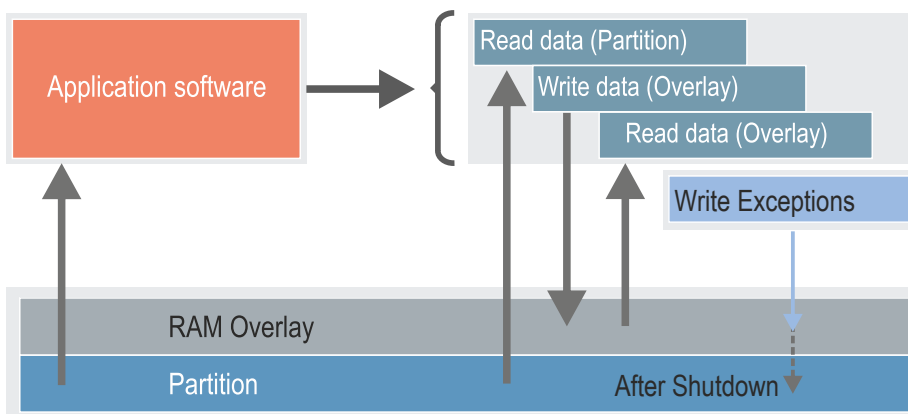 Application software
Read data (Partition)
Write data (Overlay)
Read data (Overlay)
Write Exceptions
RAM Overlay
Partition
After Shutdown